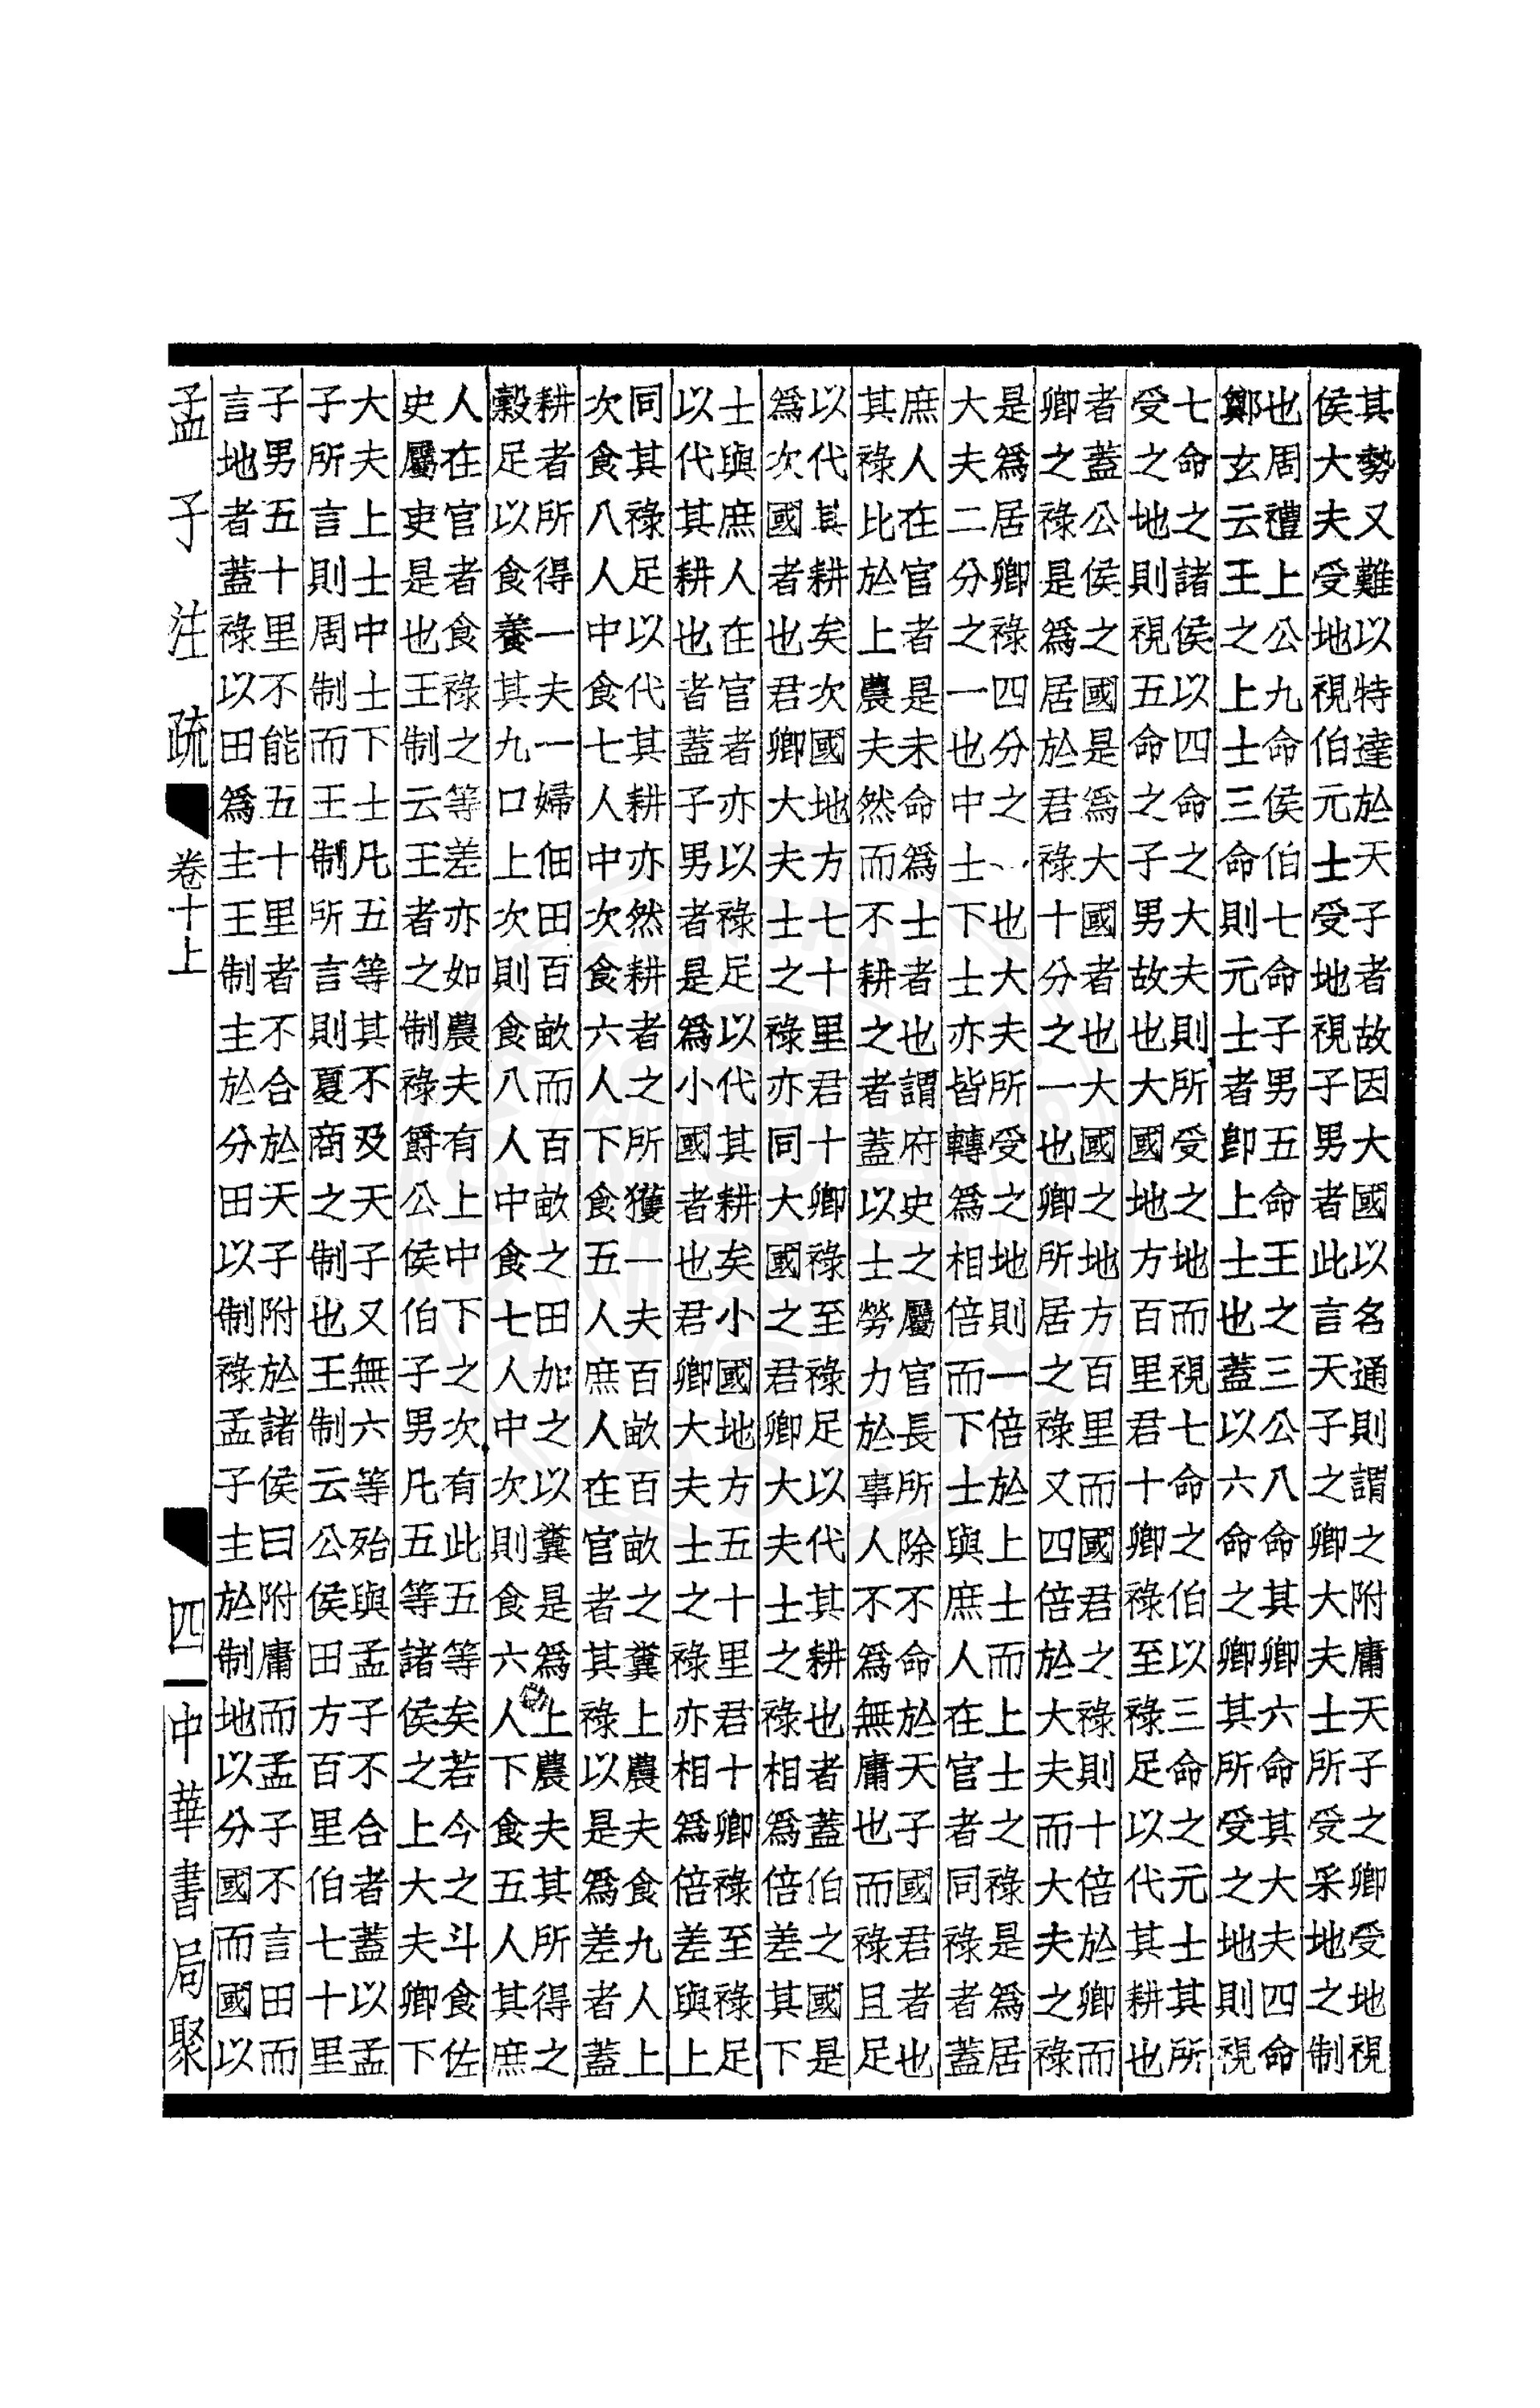 其勢又難以特達於天子者故因大國以名通則謂之附庸天子之卿受地視
侯大夫受地視伯元士受地視子男者此言天子之卿大夫士所受采地之制
也周禮上公九命侯伯七命子男五命王之三公八命其卿六命其大夫四命
鄭玄云王之上士三命則元士者即上士也蓋以六命之卿其所受之地則視
七命之諸侯以四命之大夫則所受之地而視七命之伯以三命之元士其所
受之地則視五命之子男故也大國地方百里君十卿祿至祿足以代其耕也
者蓋公侯之國是爲大國者也大國之地方百里而國君之祿則十倍於卿而
卿之祿是爲居於君祿十分之一也卿所居之祿又四倍於大夫而大夫之祿
是爲居卿祿四分之一也大夫所受之地則一倍於上士而上士之祿是爲居
大夫二分之一也中士下士亦皆轉爲相倍而下士與庶人在官者同祿者蓋
庶人在官者是未命爲士者也謂府史之屬官長所除不命於天子國君者也
其祿比於上農夫然而不耕之者蓋以士勞力於事人不爲無庸也而祿且足
以代其耕矣次國地方七十里君十卿祿至祿足以代其耕也者蓋伯之國是
爲次國者也君卿大夫士之祿亦同大國之君卿大夫士之祿相爲倍差其下
士與庶人在官者亦以祿足以代其耕矣小國地方五十里君十卿祿至祿足
以代其耕也者蓋子男者是爲小國者也君卿大夫士之祿亦相爲倍差與上
同其祿足以代其耕亦然耕者之所獲一夫百畝百畝之糞上農夫食九人上
次食八人中食七人中次食六人下食五人庶人在官者其祿以是爲差者蓋
耕者所得一夫一婦佃田百畝而百畝之田加之以糞是爲上農夫其所得之
穀足以食養其九口上次則食八人中食七人中次則食六人下食五人其庶
人在官者食祿之等差亦如農夫有上中下之次有此五等矣若今之斗食佐
史屬吏是也王制云王者之制祿爵公侯伯子男凡五等諸侯之上大夫卿下
大夫上士中士下士凡五等其不及天子又無六等殆與孟子不合者蓋以孟
子所言則周制而王制所言則夏商之制也王制云公侯田方百里伯七十里
子男五十里不能五十里者不合於天子附於諸侯曰附庸而孟子不言田而
言地者蓋祿以田爲主王制主於分田以制祿孟子主於制地以分國而國以
孟子注疏 卷十上 四一中華書局聚